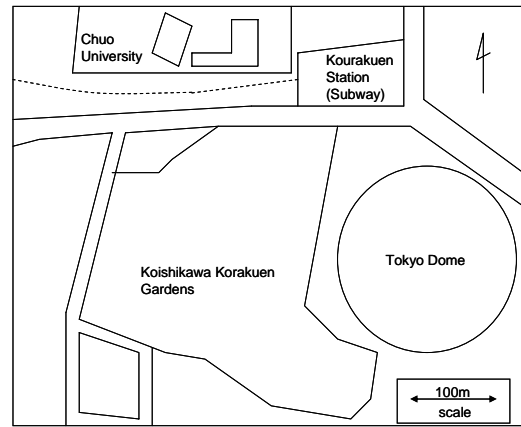 Chuo
University
Kourakuen
Station
(Subway)
Koishikawa Korakuen
Gardens
Tokyo Dome
100m
scale